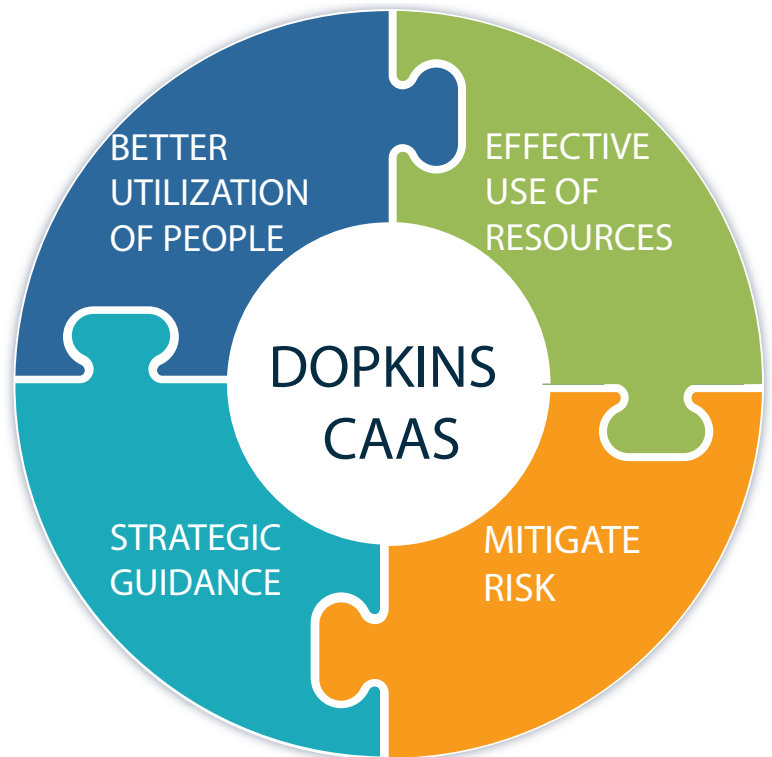 BETTER
UTILIZATION
OF PEOPLE
EFFECTIVE
USE OF
RESOURCES
DOPKINS
CAAS
STRATEGIC
GUIDANCE
MITIGATE
RISK